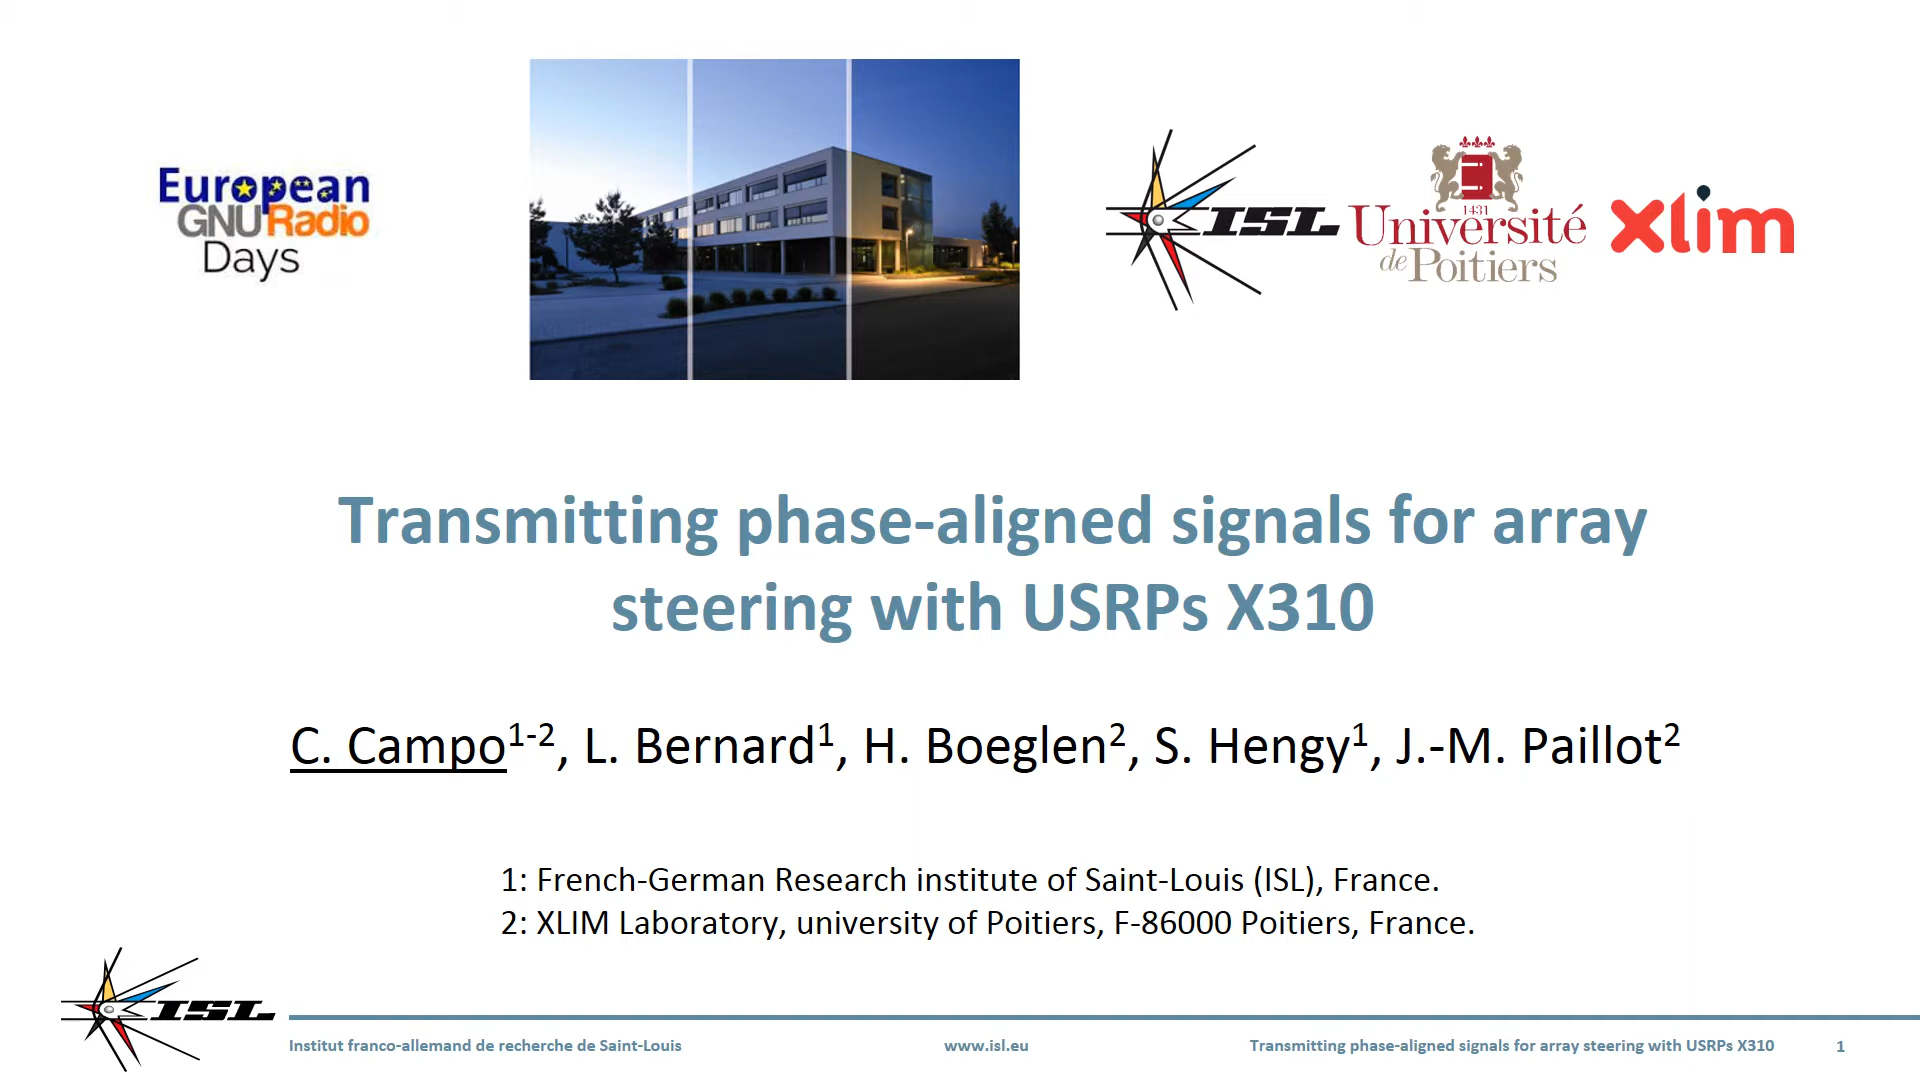 European
GNURadio
Days
ISL
1431
Université
de Poitiers
xlim
Transmitting phase-aligned signals for array
steering with USRPs X310
C. Campo1-2, L. Bernard1, H. Boeglen2, S. Hengy1, J.-M. Paillot2
1: French-German Research institute of Saint-Louis (ISL), France.
2: XLIM Laboratory, university of Poitiers, F-86000 Poitiers, France.
ISL
Institut franco-allemand de recherche de Saint-Louis www.isl.eu Transmitting phase-aligned signals for array steering with USRPs X310 1